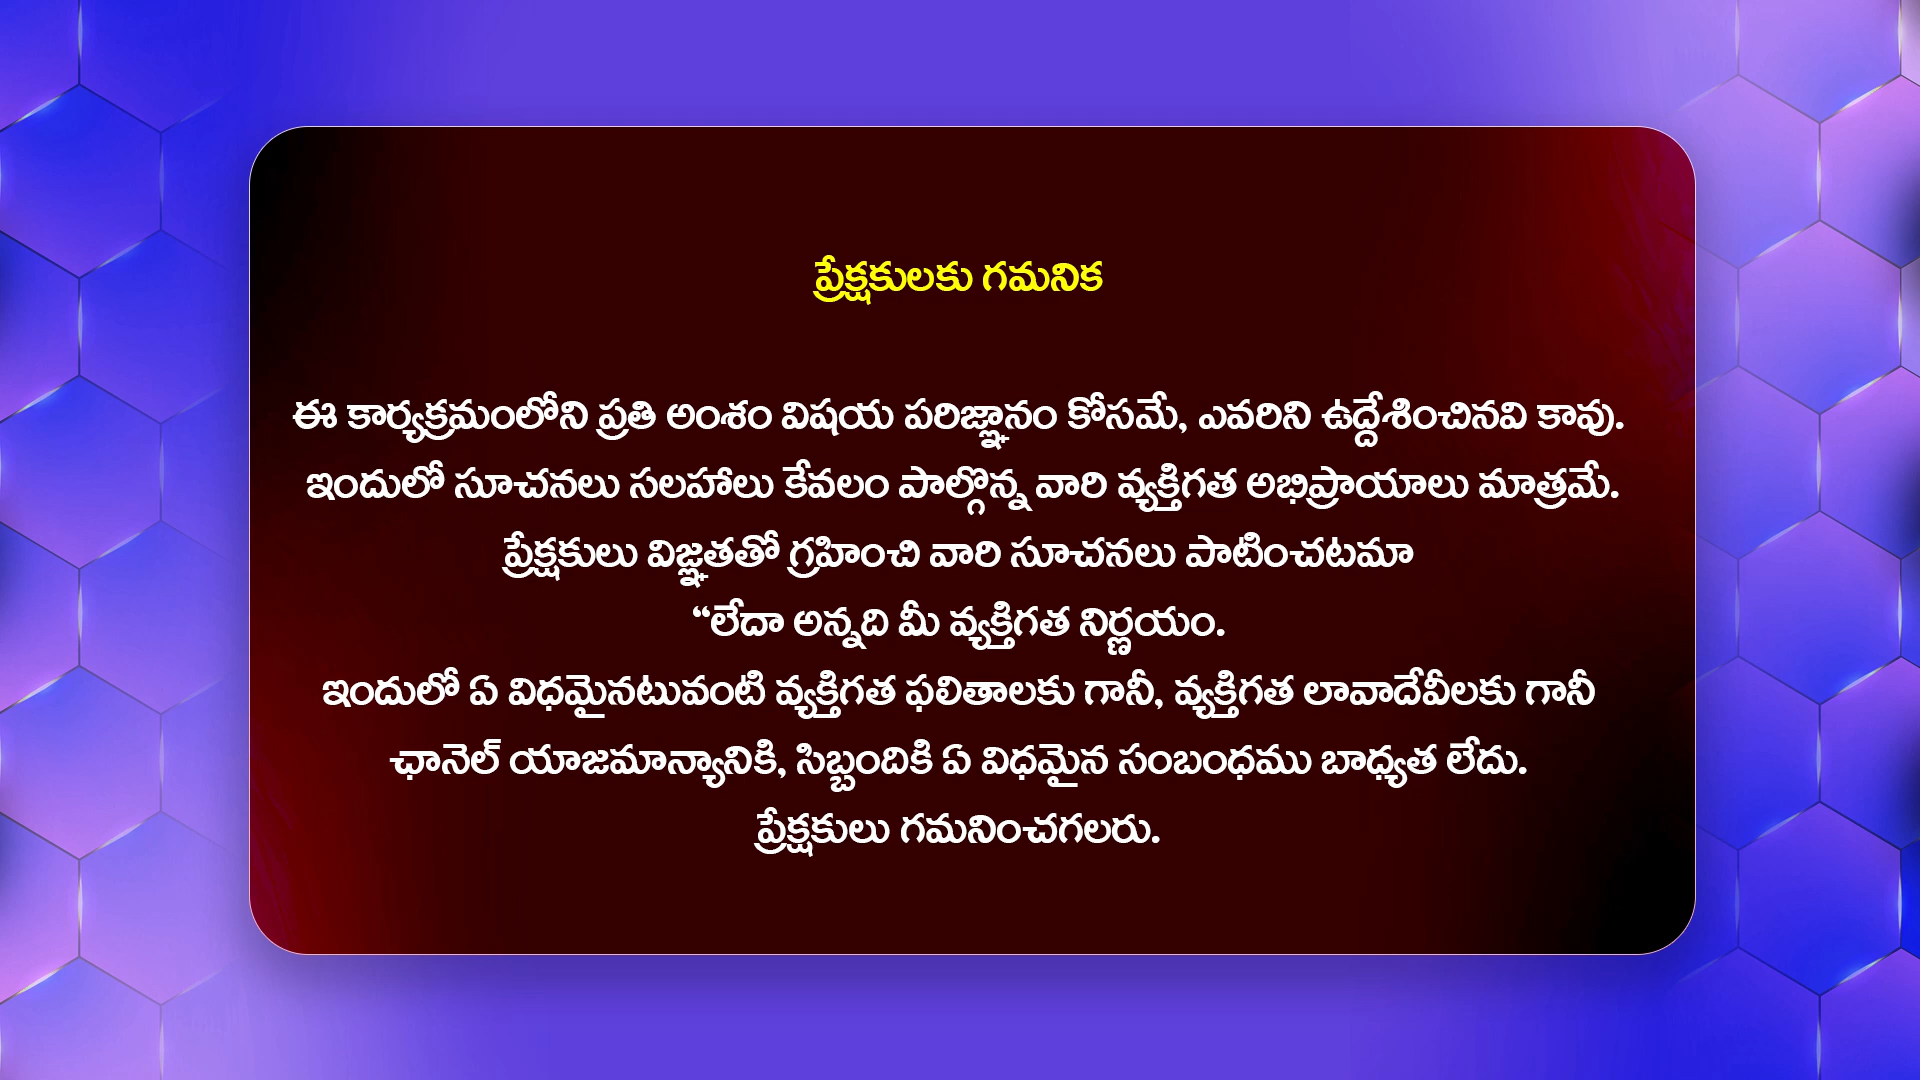 ప్రేక్షకులకు గమనిక
ఈ కార్యక్రమంలోని ప్రతి అంశం విషయ పరిజ్ఞానం కోసమే, ఎవరిని ఉద్దేశించినవి కావు.
ఇందులో సూచనలు సలహాలు కేవలం పాల్గొన్న వారి వ్యక్తిగత అభిప్రాయాలు మాత్రమే.
ప్రేక్షకులు విజ్ఞతతో గ్రహించి వారి సూచనలు పాటించటమా
“లేదా అన్నది మీ వ్యక్తిగత నిర్ణయం.
ఇందులో ఏ విధమైనటువంటి వ్యక్తిగత ఫలితాలకు గానీ, వ్యక్తిగత లావాదేవీలకు గానీ
ఛానెల్ యాజమాన్యానికి, సిబ్బందికి ఏ విధమైన సంబంధము బాధ్యత లేదు.
ప్రేక్షకులు గమనించగలరు.